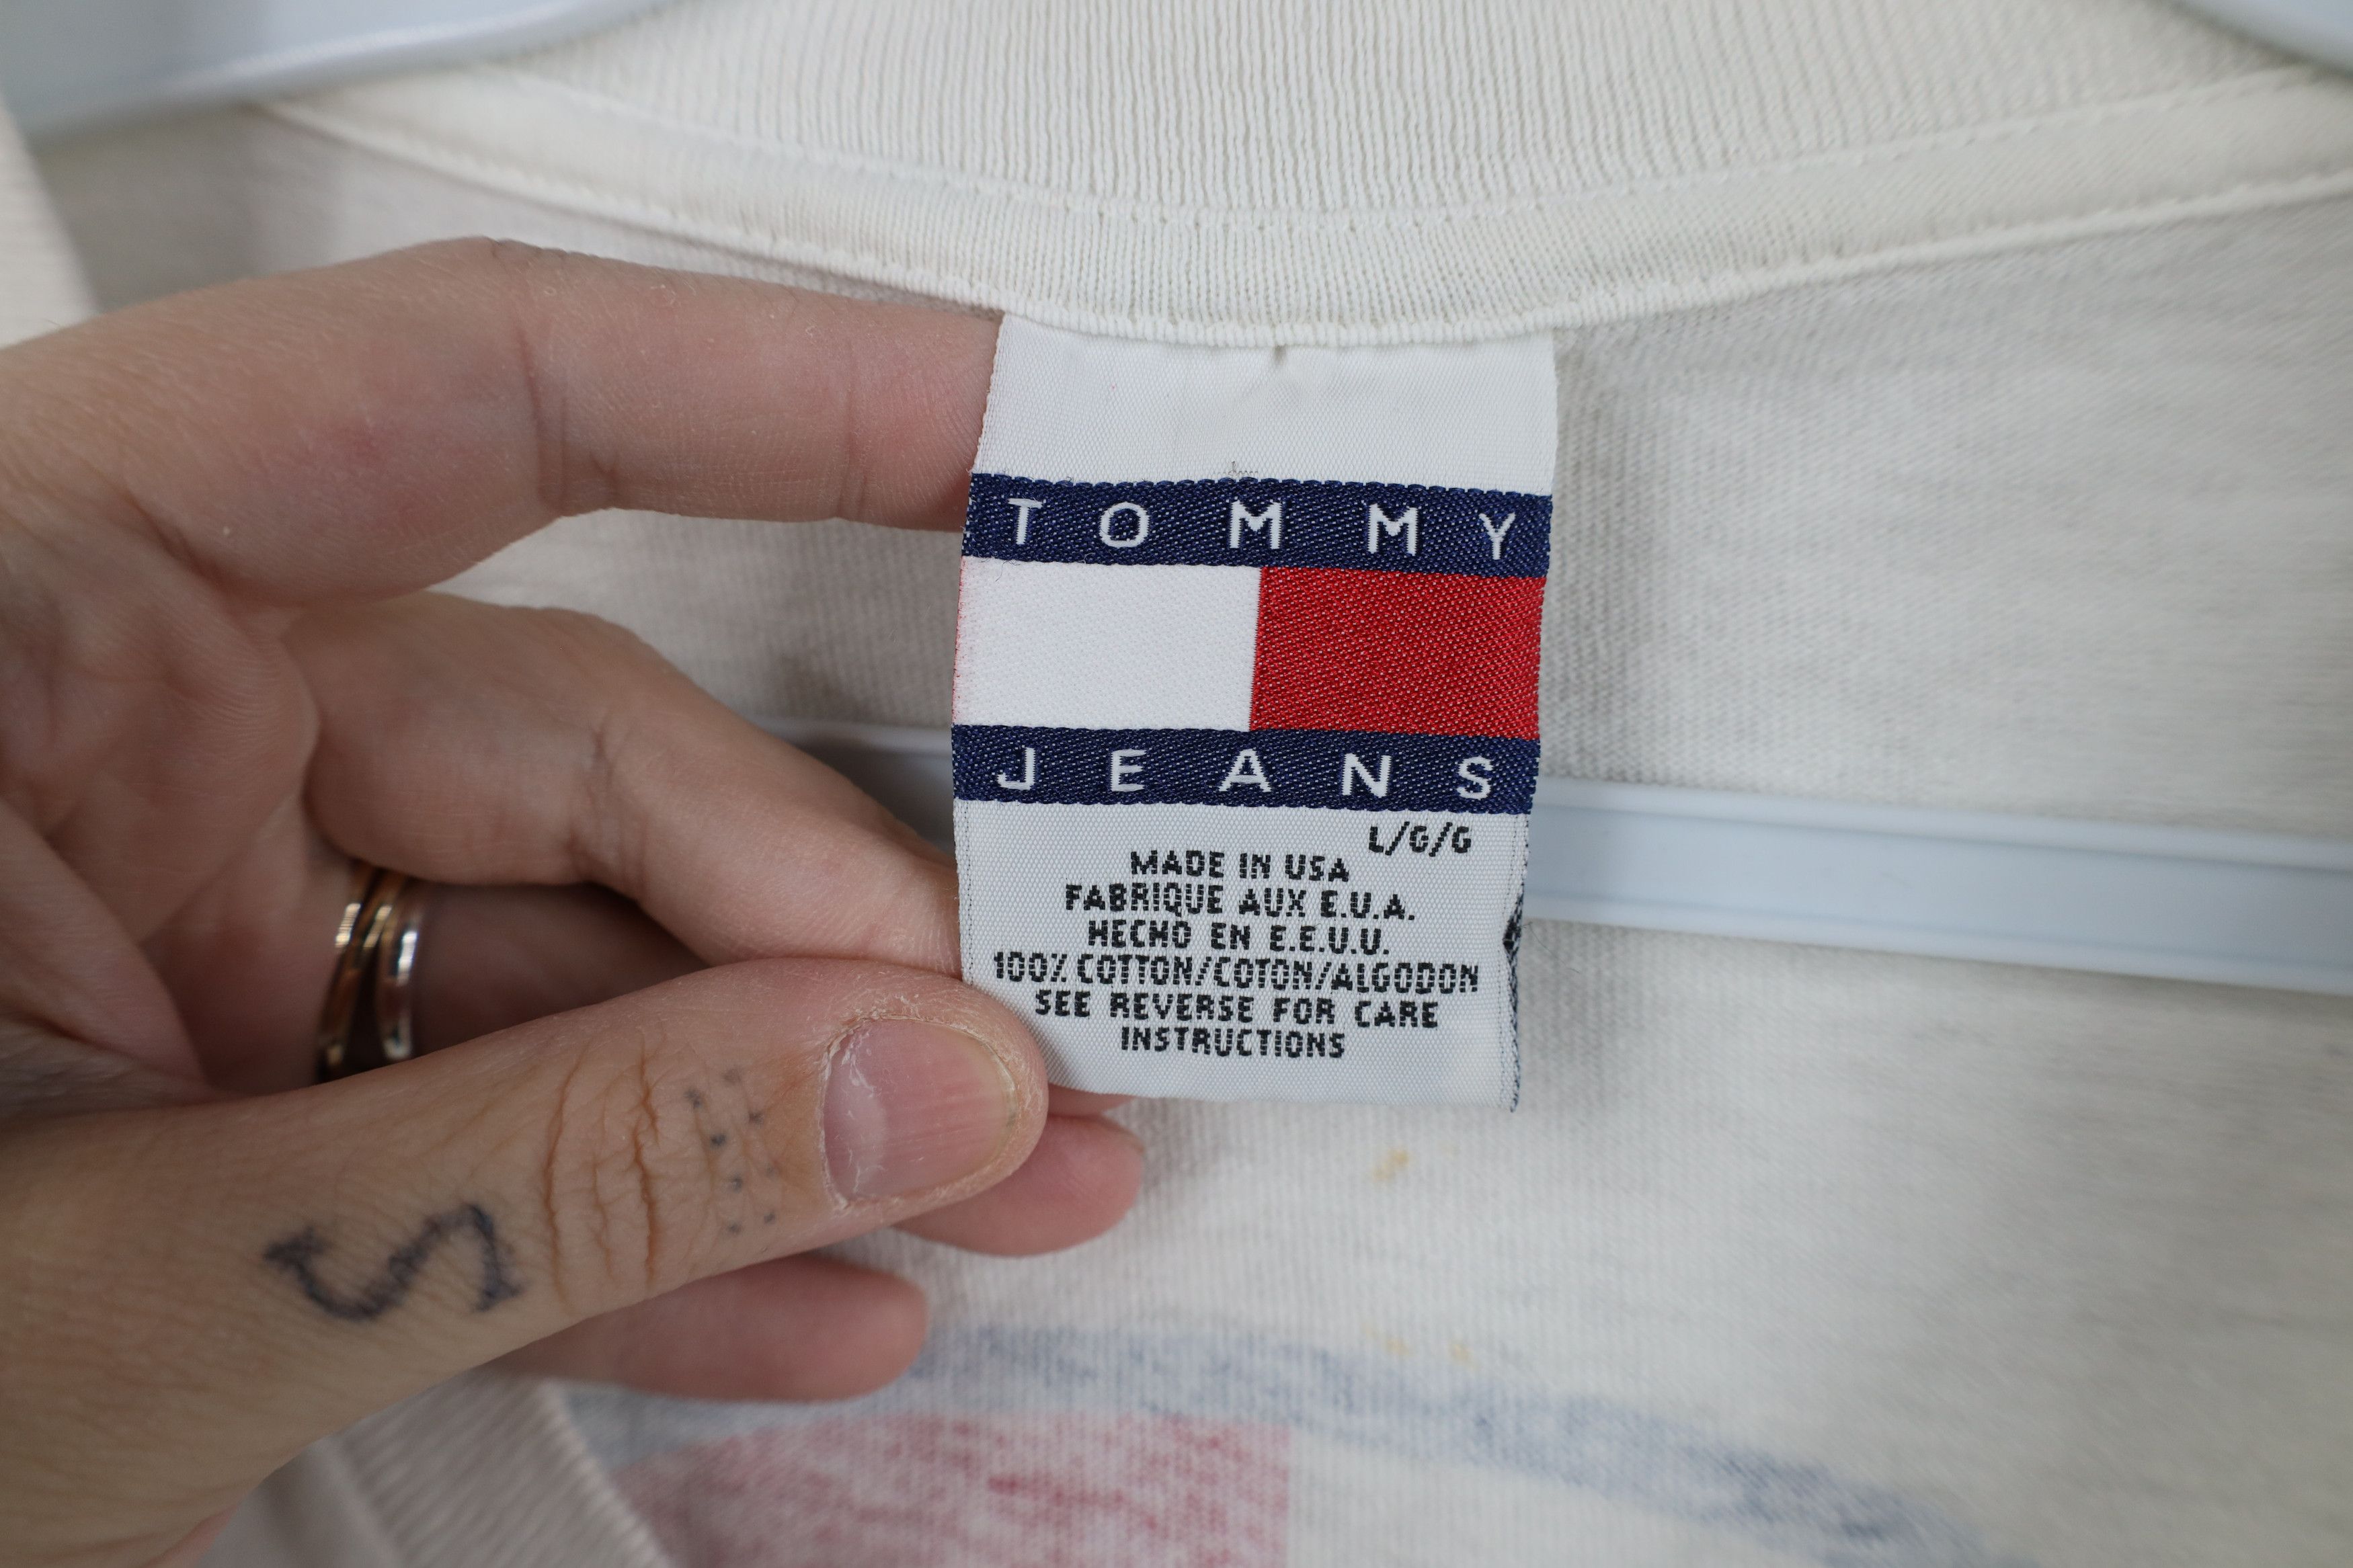 TOMMY
JEANS
L/G/G
MADE IN USA
FABRIQUE AUX E.U.A.
HECHO EN E.E.U.U.
100% COTTON/COTON/ALGODON
SEE REVERSE FOR CARE
INSTRUCTIONS
S